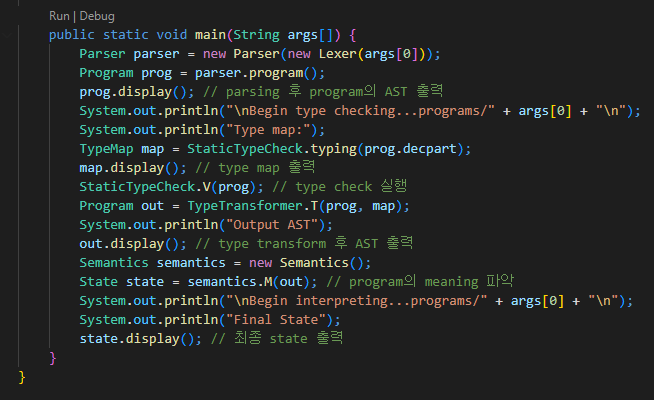 Run | Debug
public static void main(String args[]) {
Parser parser = new Parser(new Lexer(args[0]));
Program prog = parser.program();
prog.display(); // parsing 후 program의 AST 출력
System.out.println("\nBegin type checking...programs/" + args[0] + "\n");
System.out.println("Type map:");
TypeMap map = StaticTypeCheck.typing(prog.decpart);
map.display(); // type map 출력
StaticTypeCheck.V(prog); // type check 실행
Program out = TypeTransformer.T(prog, map);
System.out.println("Output AST");
out.display(); // type transform 후 AST 출력
Semantics semantics = new Semantics();
State state = semantics.M(out); // program의 meaning 파악
System.out.println("\nBegin interpreting...programs/" + args[0] + "\n");
System.out.println("Final State");
state.display(); // 최종 state 출력
}
}